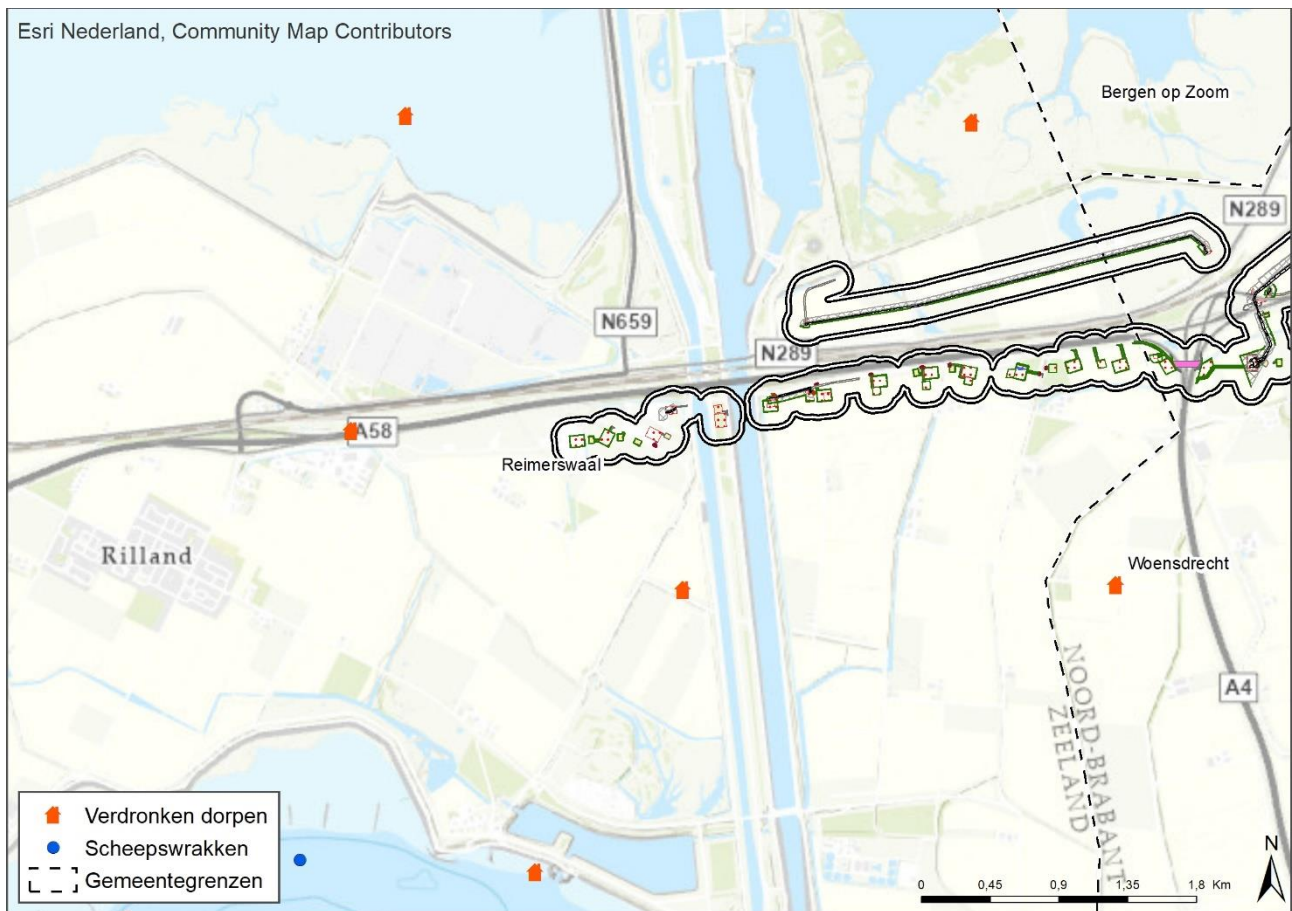 Esri Nederland, Community Map Contributors
Bergen op Zoom
N289
N659
N289
A58
Reimerswaal
Rilland
Woensdrecht
NOORD-BRABANT
ZEELAND
A4
Verdronken dorpen
Scheepswrakken
Gemeentegrenzen
N
0 0,45 0,9 1,35 1,8 Km